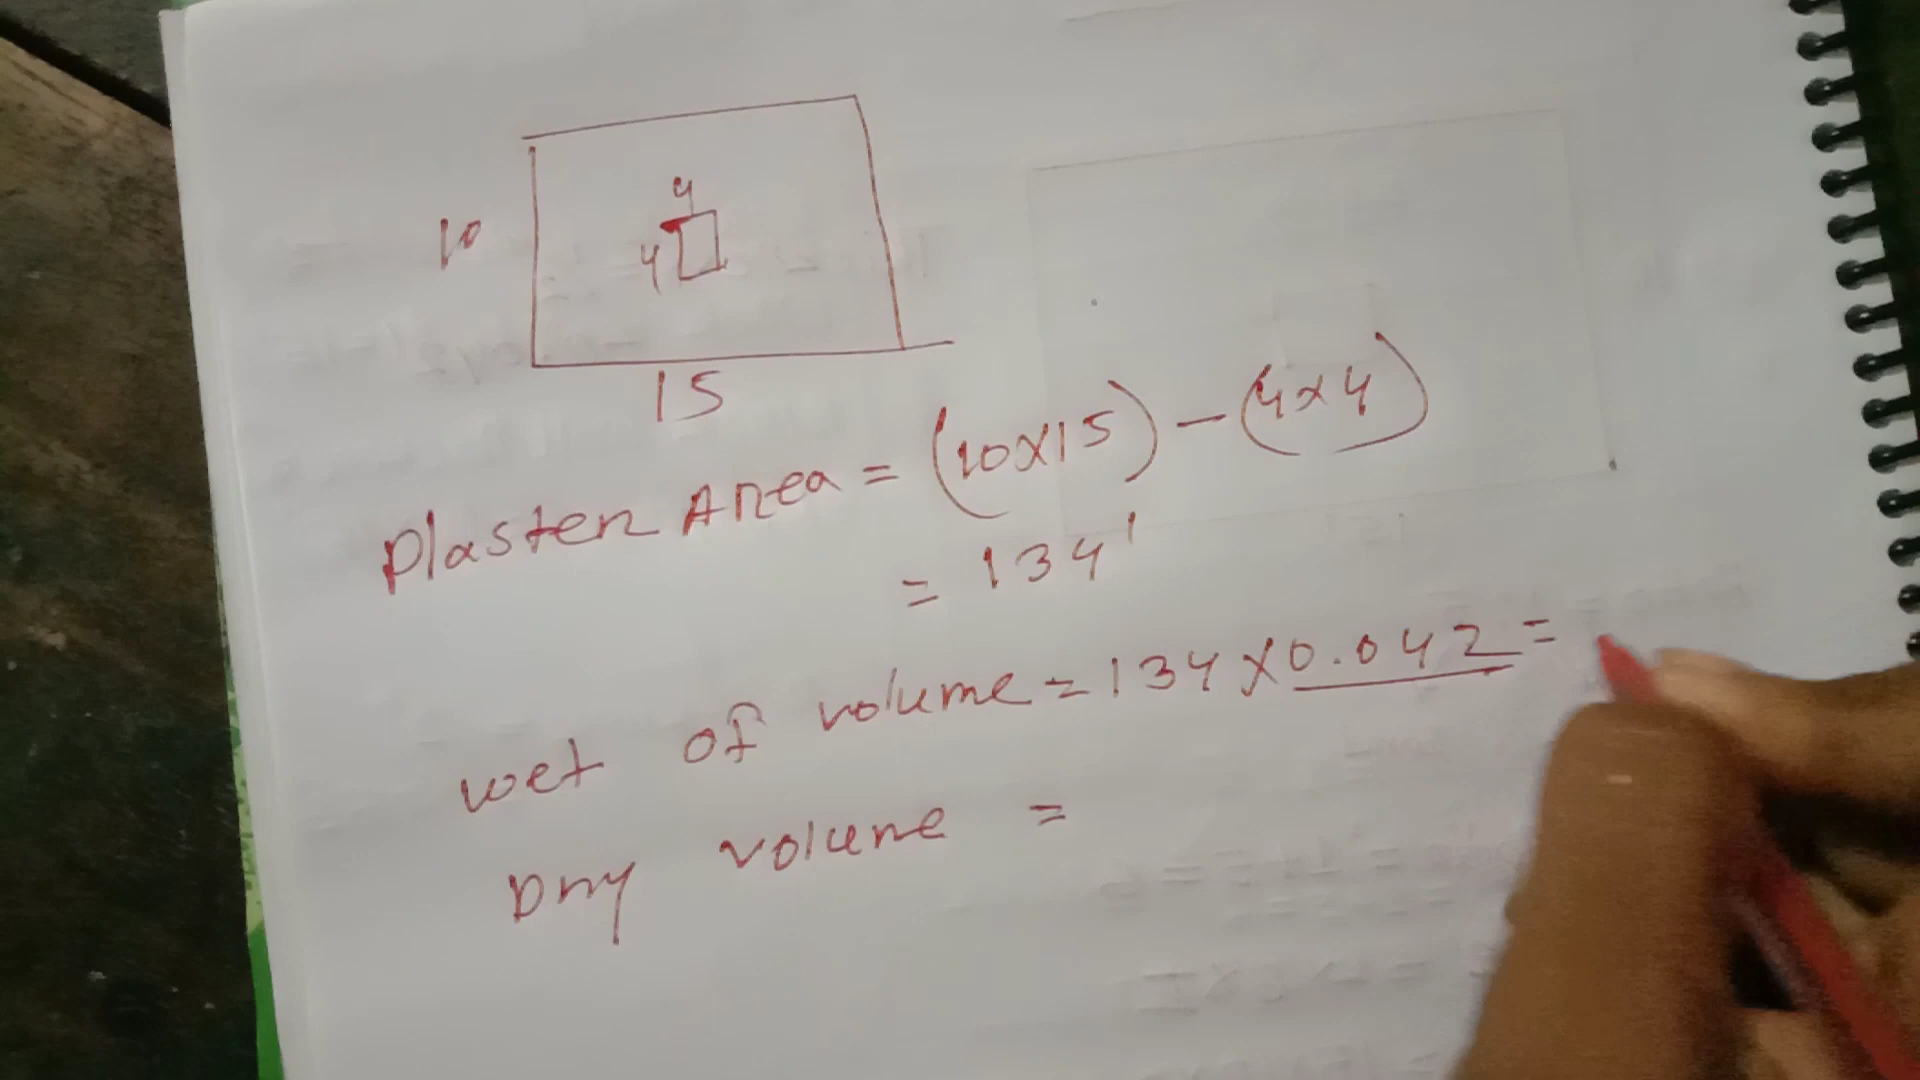 4
10
4
15
Plaster Area = (10x15) - (4x4)
= 134'
wet of volume = 134 x 0.042 =
Dry volume =